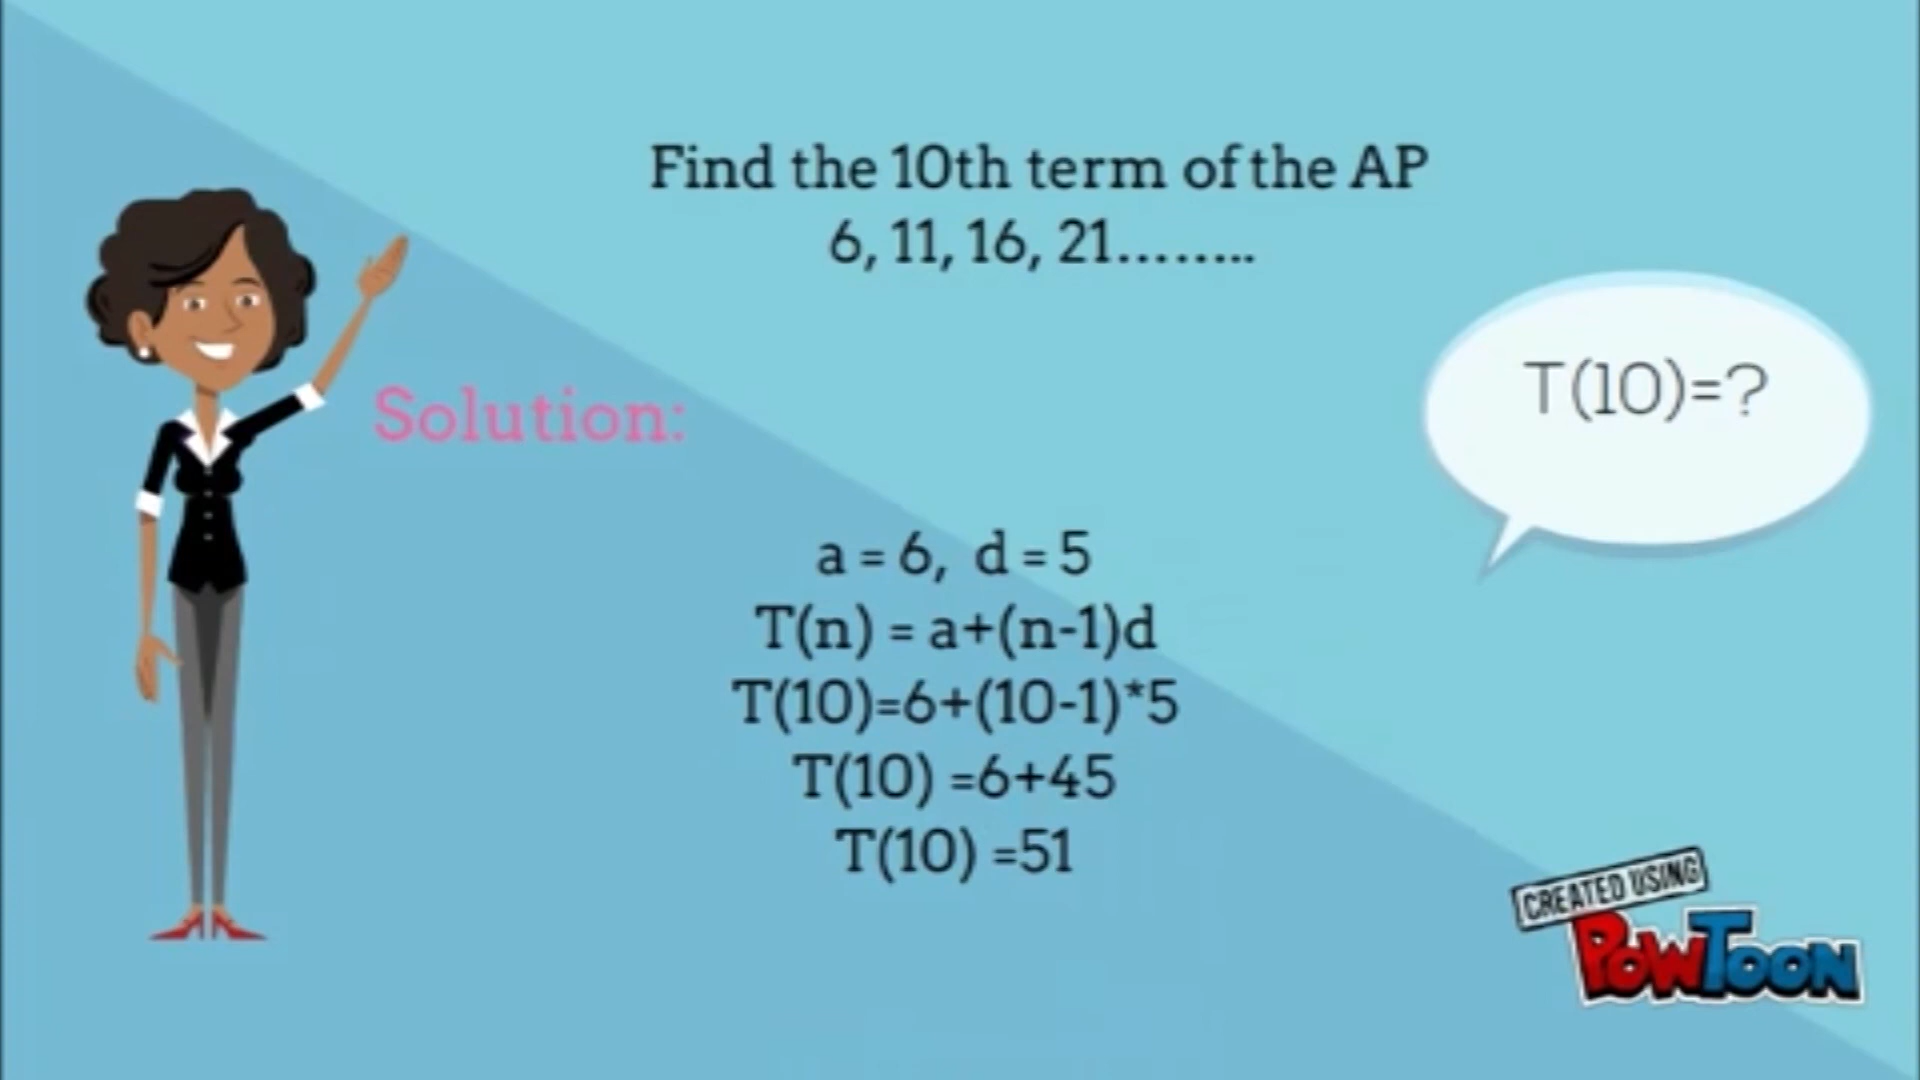 Find the 10th term of the AP
6, 11, 16, 21.........
T(10)=?
Solution:
a = 6, d = 5
T(n) = a+(n-1)d
T(10)=6+(10-1)*5
T(10) =6+45
T(10) =51
CREATED USING
POWTOON